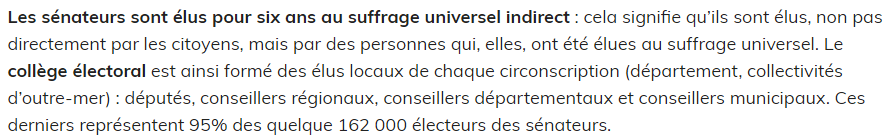 Les sénateurs sont élus pour six ans au suffrage universel indirect : cela signifie qu'ils sont élus, non pas
directement par les citoyens, mais par des personnes qui, elles, ont été élues au suffrage universel. Le
collège électoral est ainsi formé des élus locaux de chaque circonscription (département, collectivités
d'outre-mer) : députés, conseillers régionaux, conseillers départementaux et conseillers municipaux. Ces
derniers représentent 95% des quelque 162 000 électeurs des sénateurs.